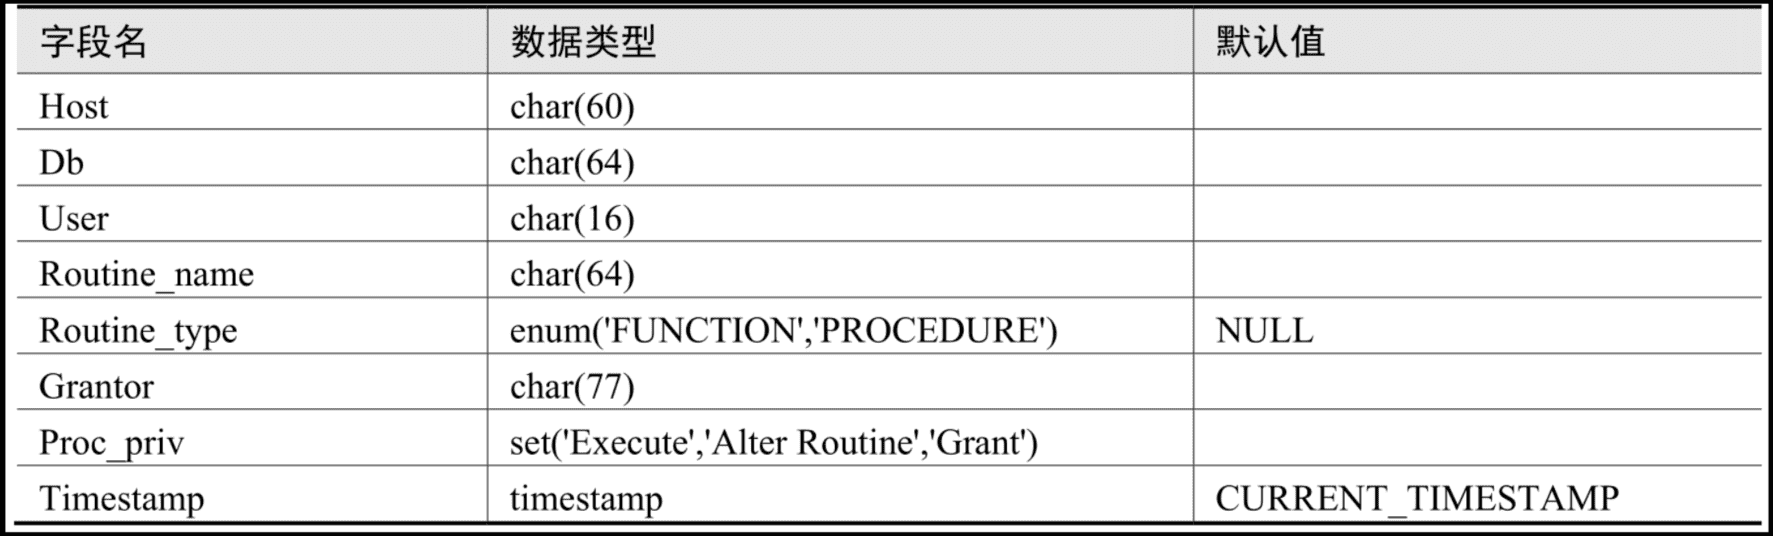 字段名 数据类型 默认值
Host char(60)
Db char(64)
User char(16)
Routine_name char(64)
Routine_type enum('FUNCTION','PROCEDURE') NULL
Grantor char(77)
Proc_priv set('Execute','Alter Routine','Grant')
Timestamp timestamp CURRENT_TIMESTAMP